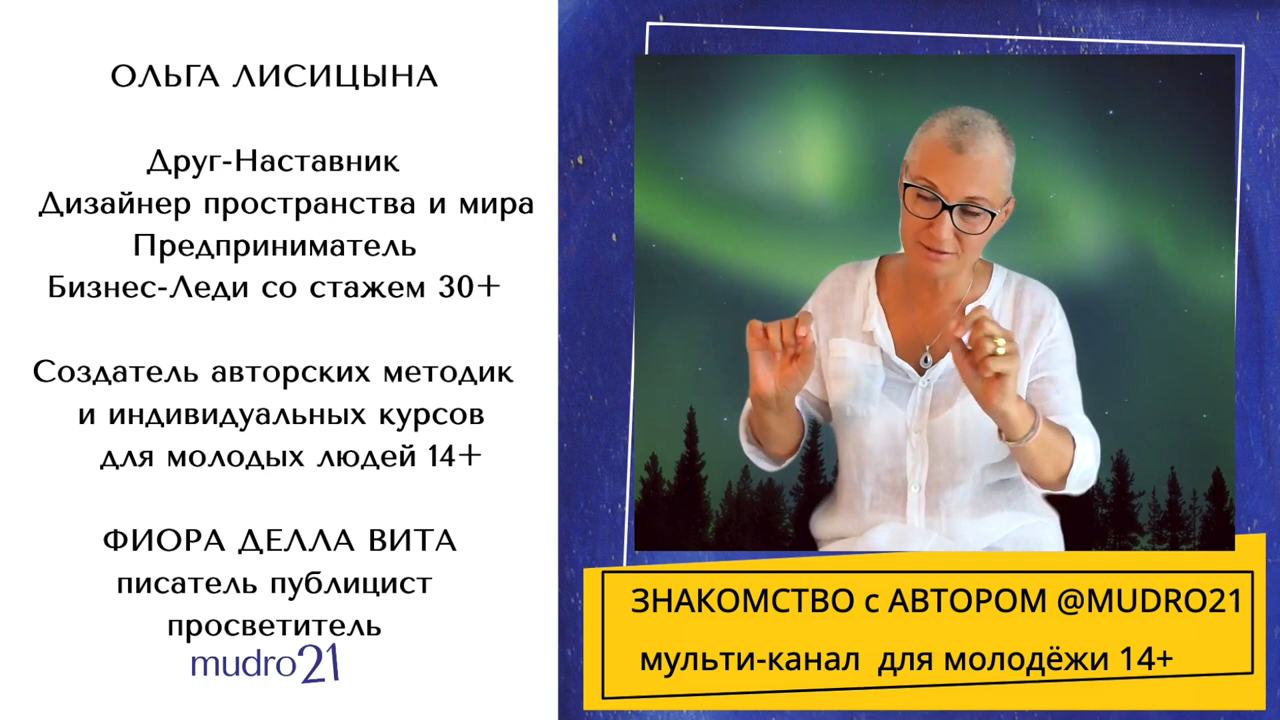 ОЛЬГА ЛИСИЦЫНА
Друг-Наставник
Дизайнер пространства и мира
Предприниматель
Бизнес-Леди со стажем 30+
Создатель авторских методик
и индивидуальных курсов
для молодых людей 14+
ФИОРА ДЕЛЛА ВИТА
писатель публицист
просветитель
mudro21
ЗНАКОМСТВО с АВТОРОМ @MUDRO21
мульти-канал для молодёжи 14+